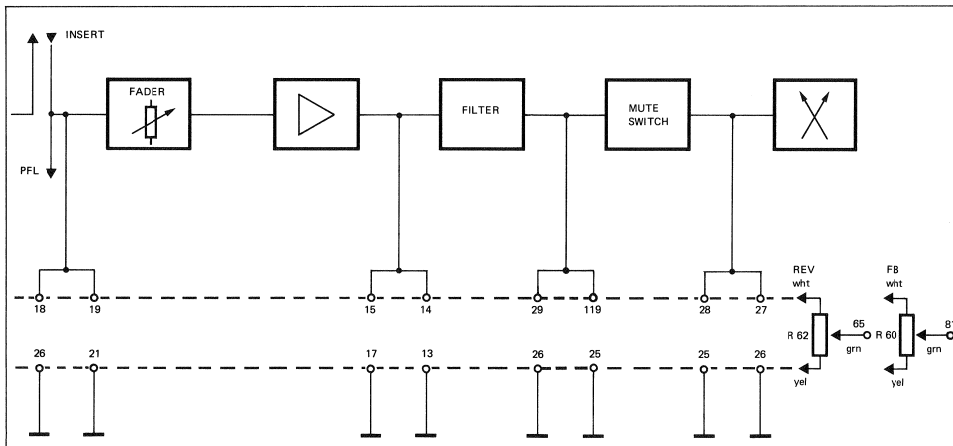 INSERT
FADER
FILTER
MUTE
SWITCH
PFL
REV
wht
FB
wht
18
19
15
14
29
119
28
27
R 62
65
grn
R 60
grn
26
21
17
13
26
25
25
26
yel
yel